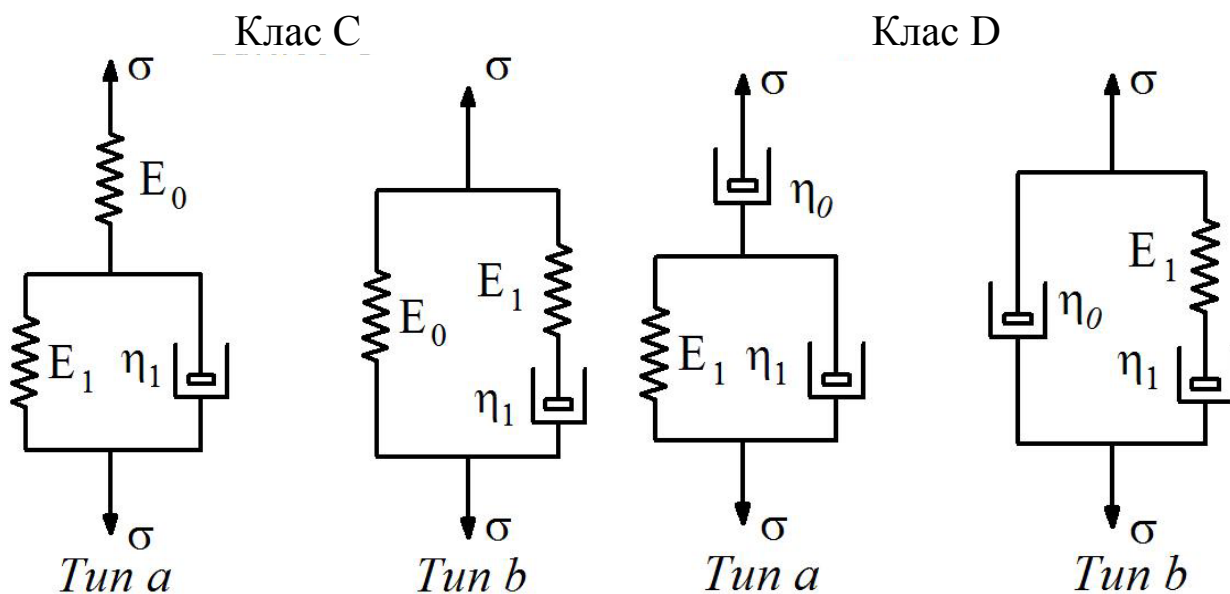 Клас C
Клас D
σ
E₀
E₁
η₁
σ
Тип a
σ
E₀
E₁
η₁
σ
Тип b
σ
η₀
E₁
η₁
σ
Тип a
σ
η₀
E₁
η₁
σ
Тип b